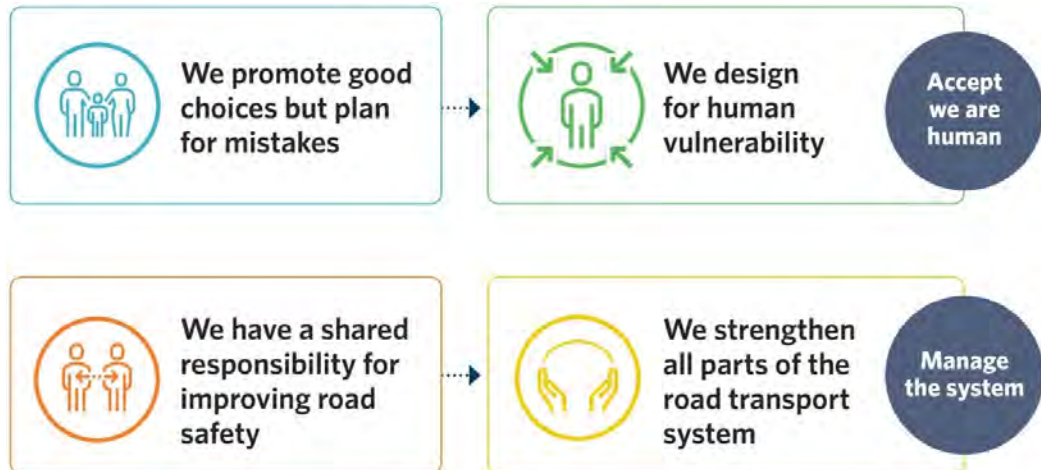 We promote good
choices but plan
for mistakes
We design
for human
vulnerability
Accept
we are
human
We have a shared
responsibility for
improving road
safety
We strengthen
all parts of the
road transport
system
Manage
the system